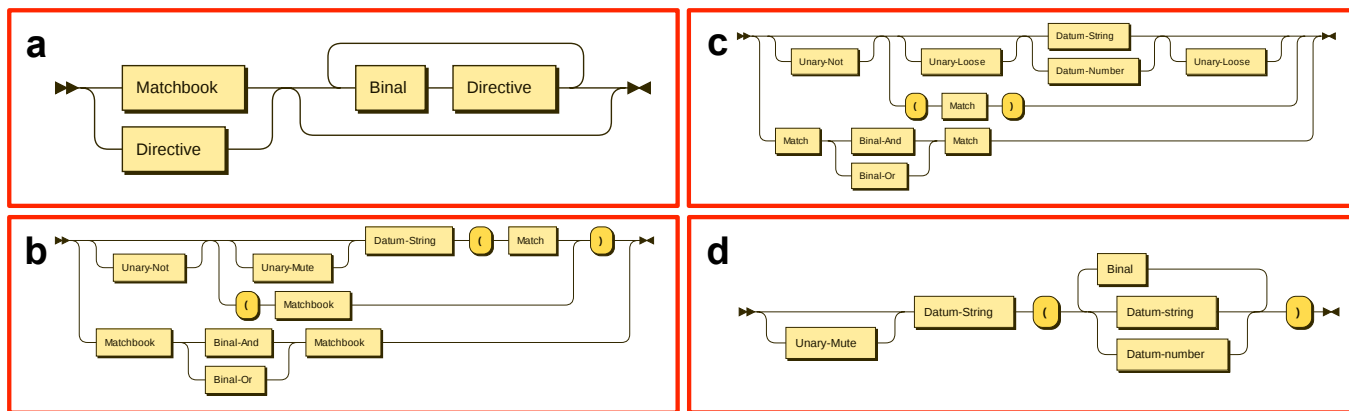 a
Matchbook
Binal Directive
Directive
b
Datum-String ( Match )
Unary-Not Unary-Mute
( Matchbook
Matchbook Binal-And Matchbook
Binal-Or
c
Datum-String
Unary-Not Unary-Loose Datum-Number Unary-Loose
( Match )
Match Binal-And Match
Binal-Or
d
Binal
Datum-String ( Datum-string )
Unary-Mute Datum-number